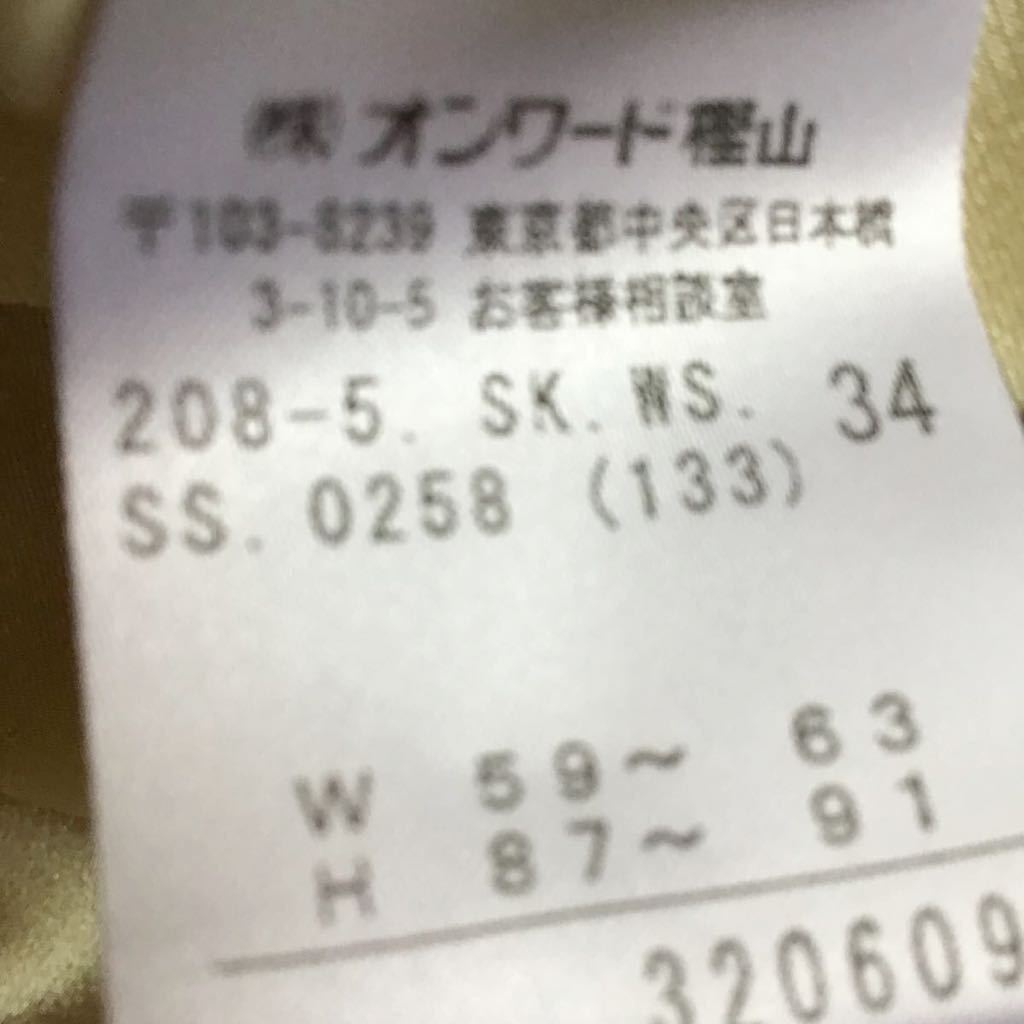 ㈱オンワード樫山
〒103-8239 東京都中央区日本橋
3-10-5 お客様相談室
208-5. SK.WS. 34
SS. 0258 (133)
W 59~ 63
H 87~ 91
320609